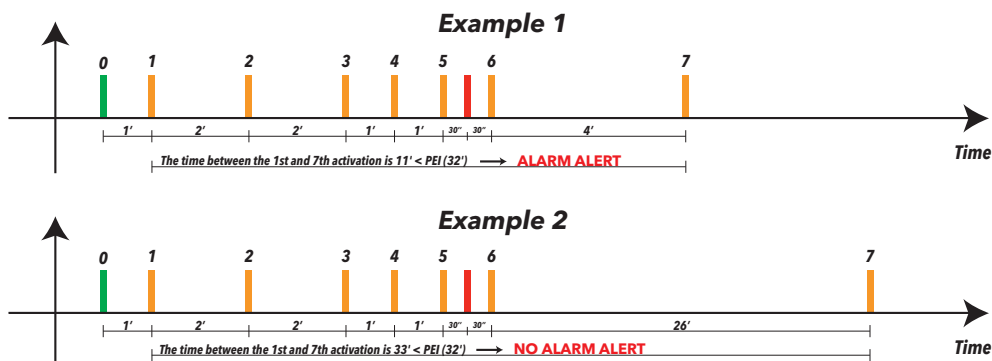 Example 1
0 1 2 3 4 5 6 7
1' 2' 2' 1' 1' 30" 30" 4'
The time between the 1st and 7th activation is 11' < PEI (32') ALARM ALERT
Time
Example 2
0 1 2 3 4 5 6 7
1' 2' 2' 1' 1' 30" 30" 26'
The time between the 1st and 7th activation is 33' < PEI (32') NO ALARM ALERT
Time